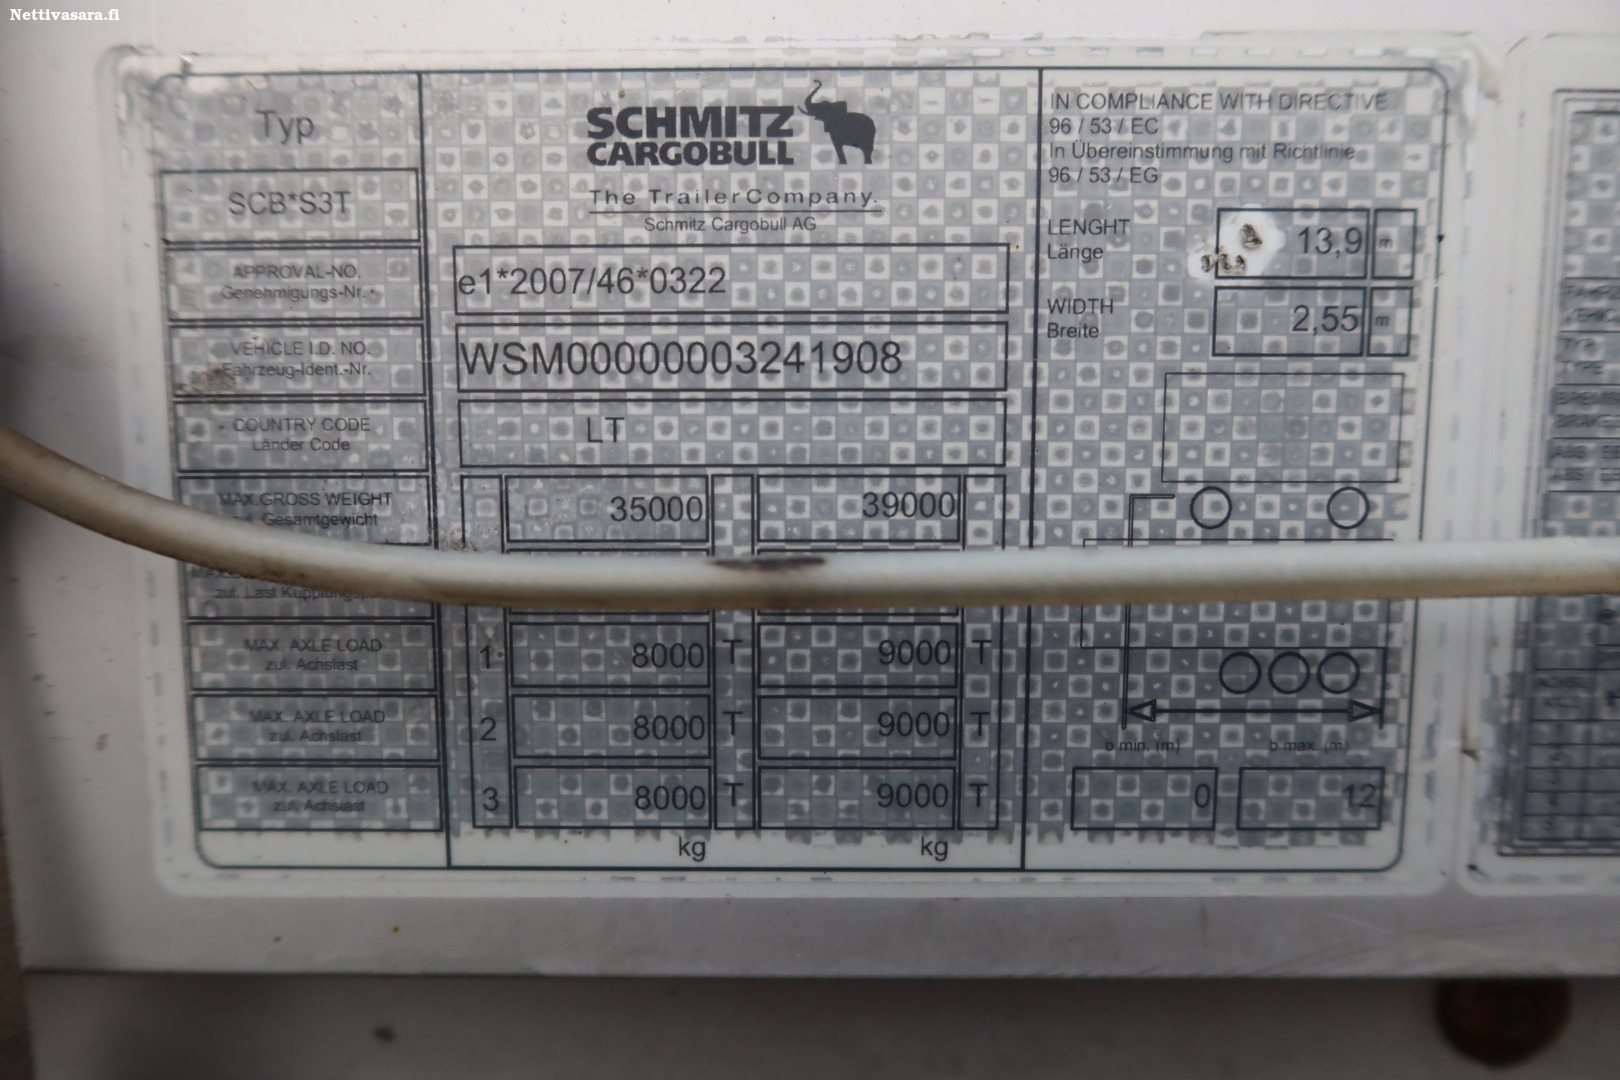 Nettivasara.fi
Typ
SCB*S3T
APPROVAL-NO.
Genehmigungs-Nr.
VEHICLE I.D. NO.
Fahrzeug-Ident.-Nr.
COUNTRY CODE
Länder Code
MAX.GROSS WEIGHT
Gesamtgewicht
zul. Last
MAX. AXLE LOAD
zul. Achslast
MAX. AXLE LOAD
zul. Achslast
MAX. AXLE LOAD
zul. Achslast
SCHMITZ
CARGOBULL
The Trailer Company.
Schmitz Cargobull AG
e1*2007/46*0322
WSM00000003241908
LT
35000 39000
1 8000 T 9000 T
2 8000 T 9000 T
3 8000 T 9000 T
kg kg
IN COMPLIANCE WITH DIRECTIVE
96 / 53 / EC
In Übereinstimmung mit Richtlinie
96 / 53 / EG
LENGHT
Länge
13,9 m
WIDTH
Breite
2,55 m
b min. (m) b max. (m)
0 12